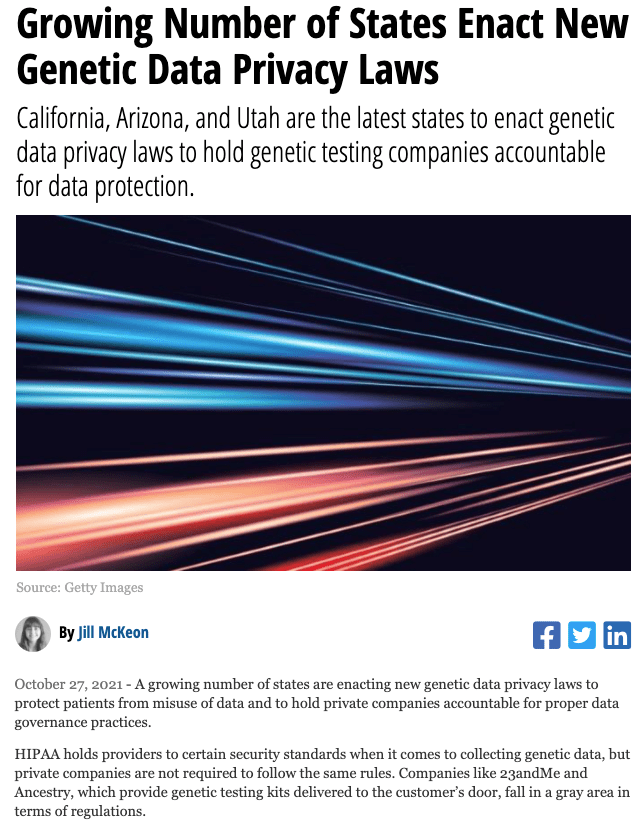 Growing Number of States Enact New
Genetic Data Privacy Laws
California, Arizona, and Utah are the latest states to enact genetic
data privacy laws to hold genetic testing companies accountable
for data protection.
Source: Getty Images
By Jill McKeon
October 27, 2021 - A growing number of states are enacting new genetic data privacy laws to
protect patients from misuse of data and to hold private companies accountable for proper data
governance practices.
HIPAA holds providers to certain security standards when it comes to collecting genetic data, but
private companies are not required to follow the same rules. Companies like 23andMe and
Ancestry, which provide genetic testing kits delivered to the customer’s door, fall in a gray area in
terms of regulations.